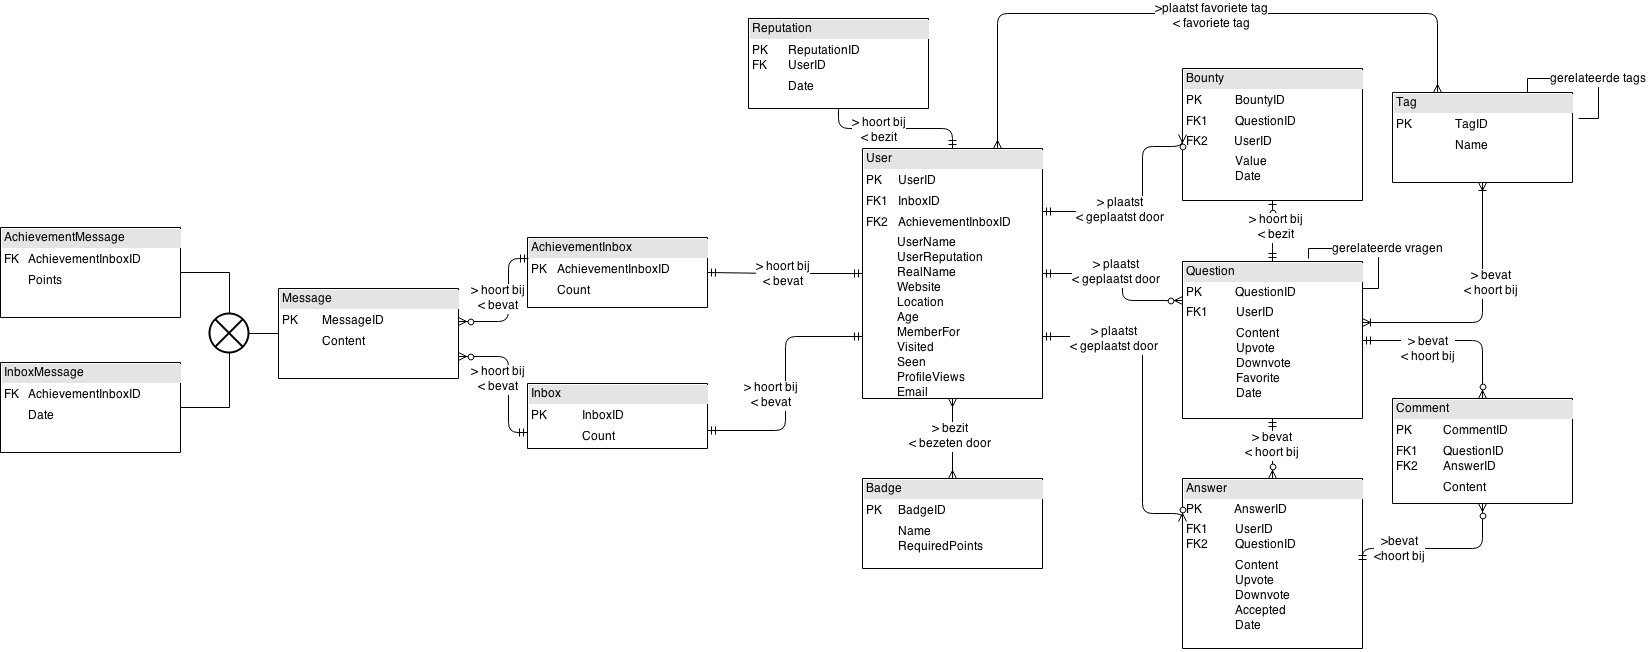 >plaatst favoriete tag
< favoriete tag
Reputation
PK ReputationID
FK UserID
Date
> hoort bij
< bezit
Bounty
PK BountyID
FK1 QuestionID
FK2 UserID
Value
Date
gerelateerde tags
Tag
PK TagID
Name
User
PK UserID
FK1 InboxID
FK2 AchievementInboxID
UserName
UserReputation
RealName
Website
Location
Age
MemberFor
Visited
Seen
ProfileViews
Email
> plaatst
< geplaatst door
> hoort bij
< bezit
gerelateerde vragen
> plaatst
< geplaatst door
> plaatst
< geplaatst door
Question
PK QuestionID
FK1 UserID
Content
Upvote
Downvote
Favorite
Date
> bevat
< hoort bij
> bevat
< hoort bij
AchievementMessage
FK AchievementInboxID
Points
Message
PK MessageID
Content
InboxMessage
FK AchievementInboxID
Date
> hoort bij
< bevat
> hoort bij
< bevat
AchievementInbox
PK AchievementInboxID
Count
> hoort bij
< bevat
Inbox
PK InboxID
Count
> hoort bij
< bevat
> bezit
< bezeten door
Badge
PK BadgeID
Name
RequiredPoints
> bevat
< hoort bij
Answer
PK AnswerID
FK1 UserID
FK2 QuestionID
Content
Upvote
Downvote
Accepted
Date
Comment
PK CommentID
FK1 QuestionID
FK2 AnswerID
Content
>bevat
<hoort bij